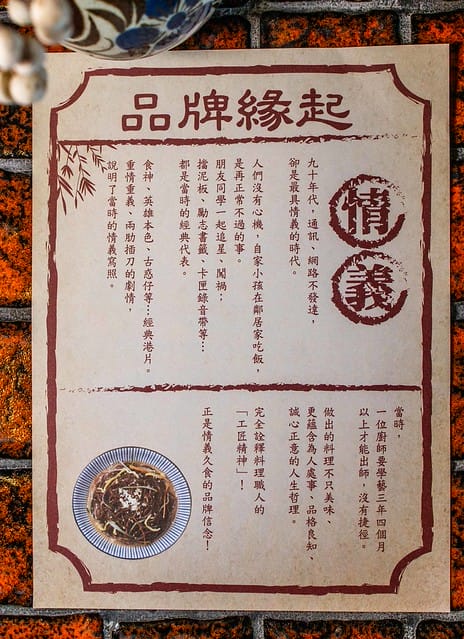 品牌緣起
情義
九十年代，通訊、網路不發達，
卻是最具情義的時代。
人們沒有心機，自家小孩在鄰居家吃飯，
是再正常不過的事。
朋友同學一起追星、闖禍；
擋泥板、勵志書籤、卡匣錄音帶等…
都是當時的經典代表。
食神、英雄本色、古惑仔等…經典港片。
重情重義、兩肋插刀的劇情，
說明了當時的情義寫照。
當時，
一位廚師要學藝三年四個月
以上才能出師，沒有捷徑。
做出的料理不只美味、
更蘊含為人處事、品格良知、
誠心正意的人生哲理。
完全詮釋料理職人的
「工匠精神」！
正是情義久食的品牌信念！